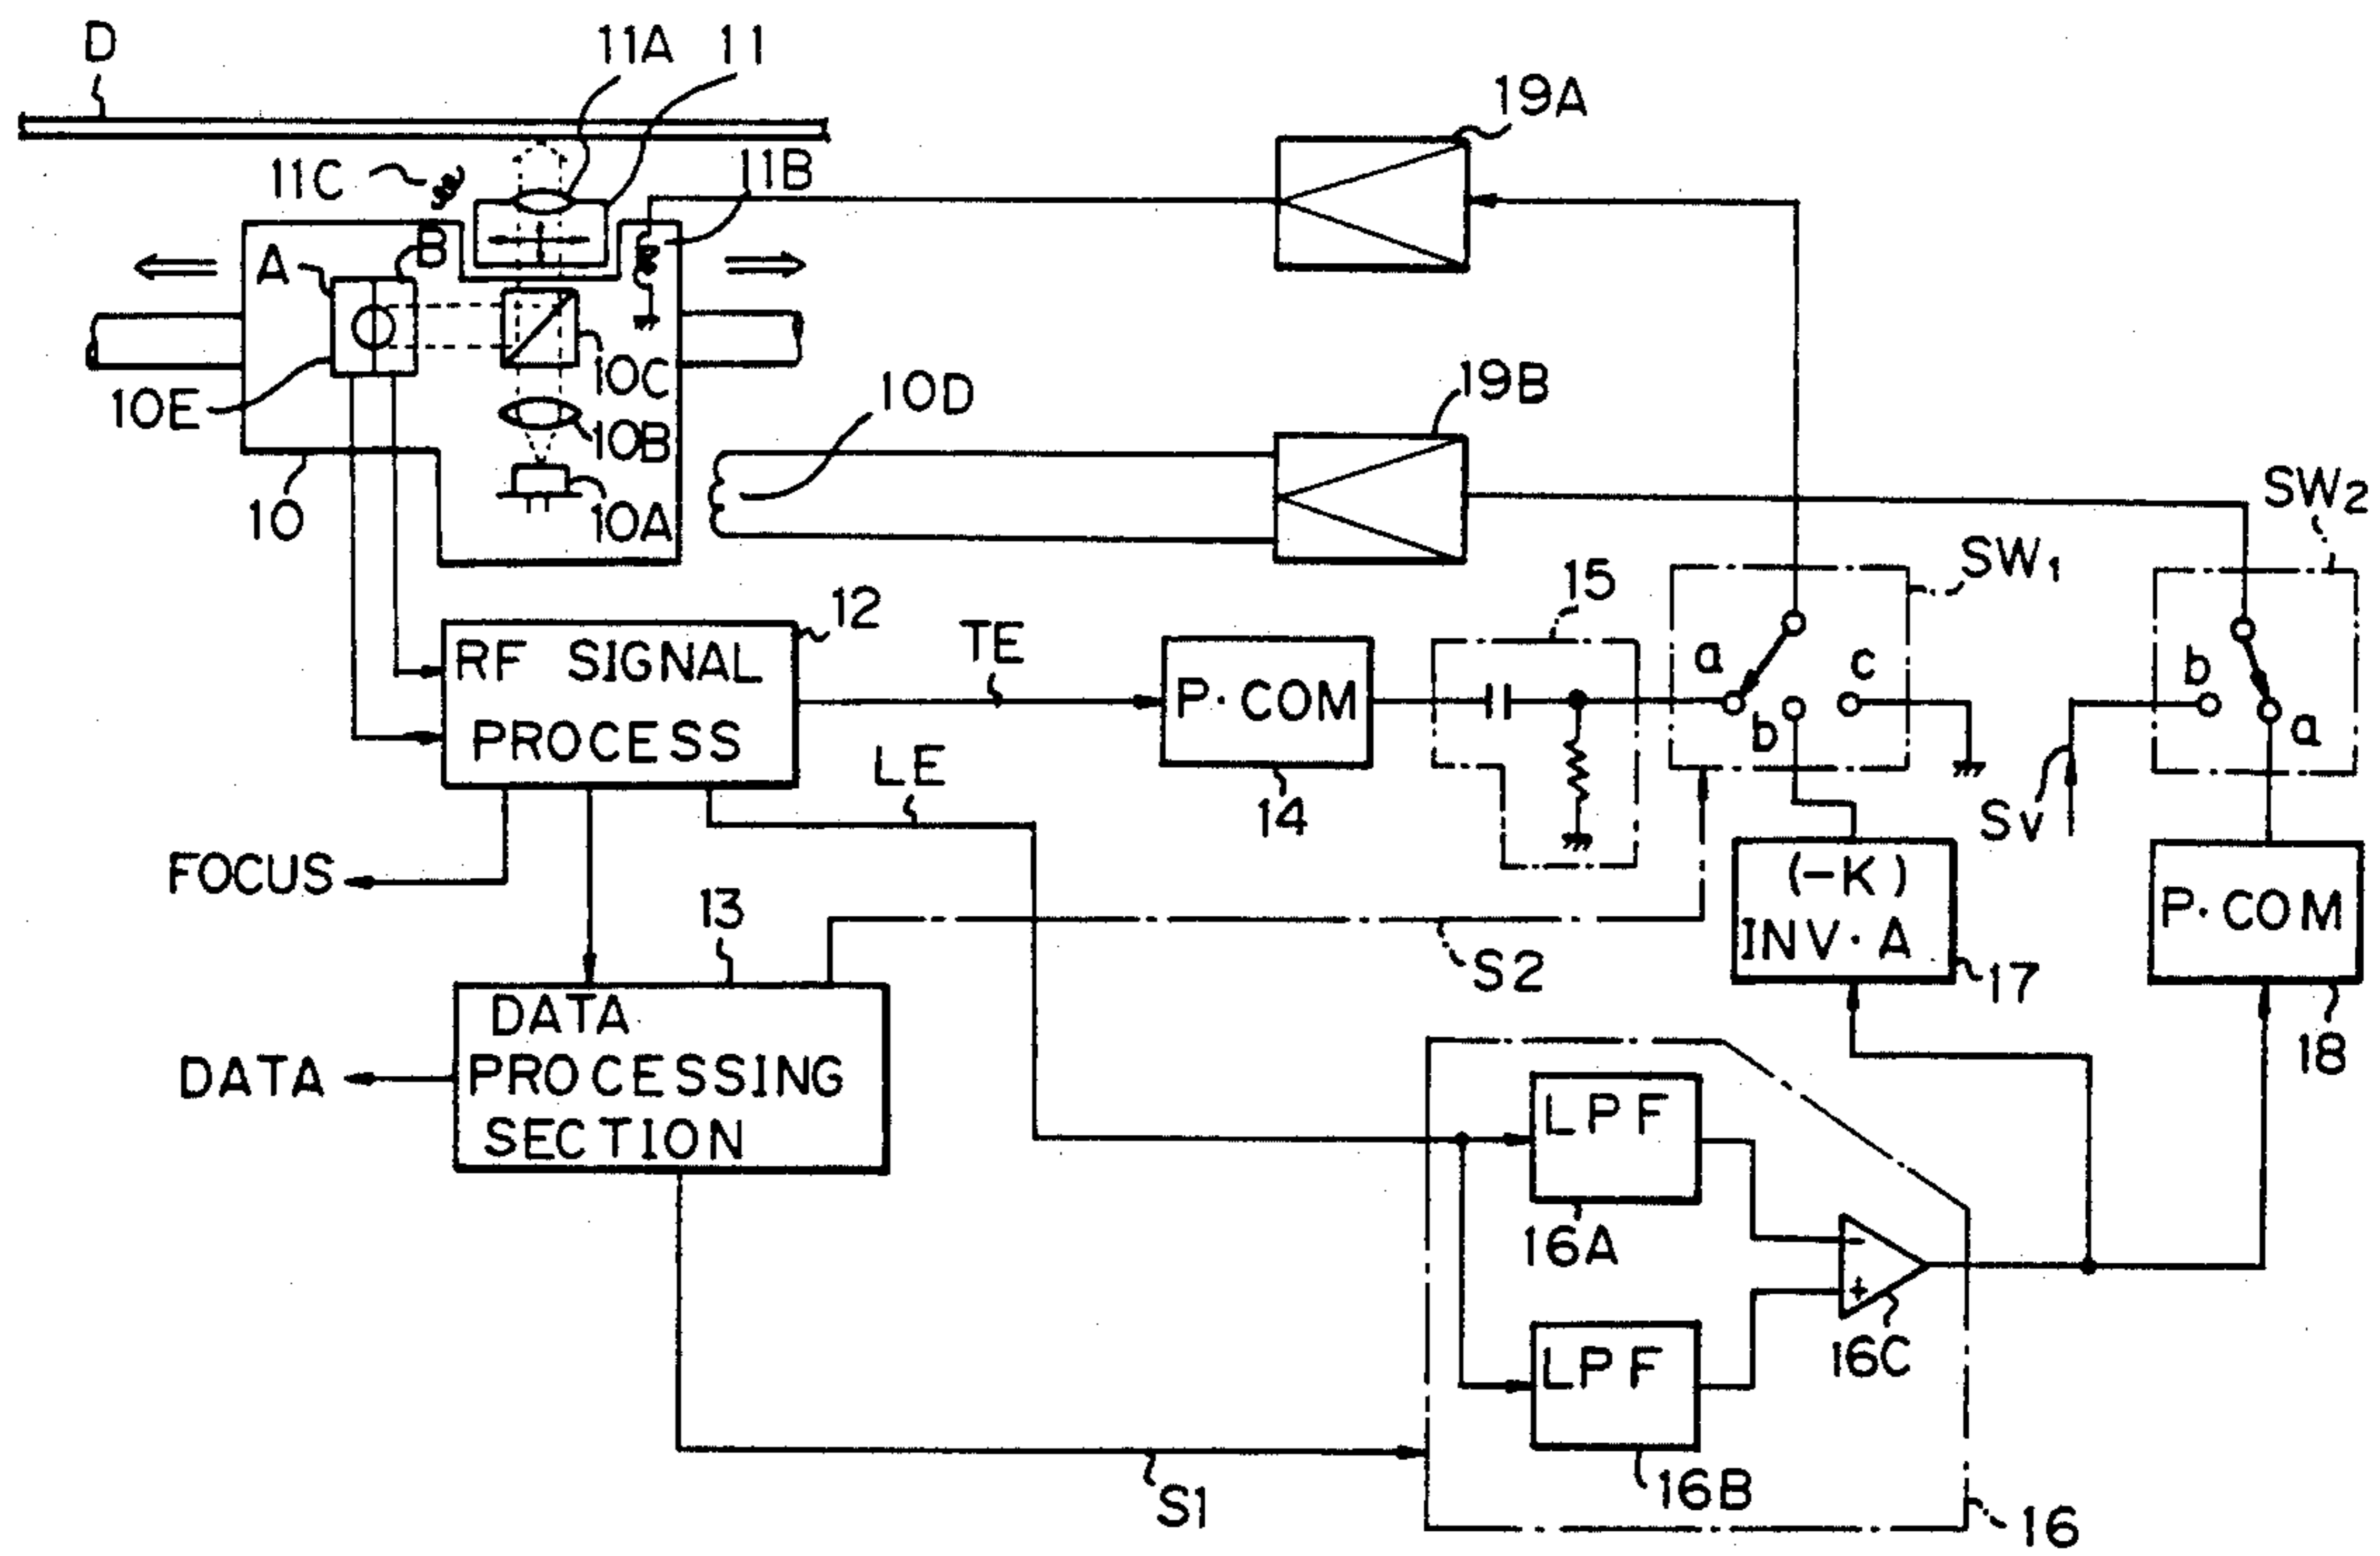 D
11A
11
19A
11C
11B
A
B
10E
10C
10D
19B
10B
10
10A
SW2
SW1
15
12
RF SIGNAL
PROCESS
TE
P·COM
14
a
b
c
b
a
Sv
LE
FOCUS
13
S2
(-K)
INV·A
17
P·COM
18
DATA
PROCESSING
SECTION
DATA
LPF
16A
-
+
16C
LPF
16B
S1
16